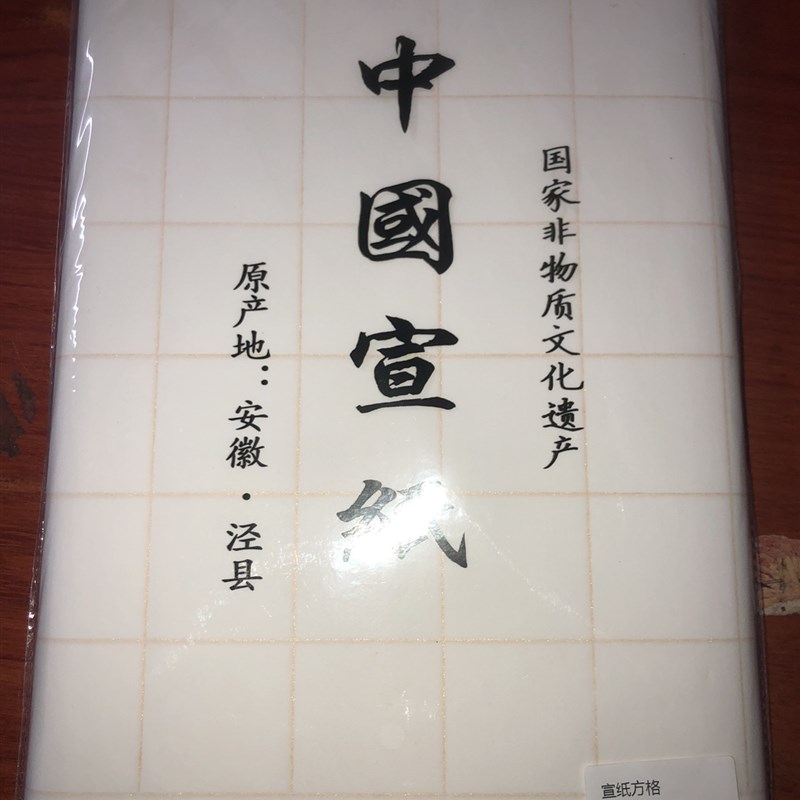 国家非物质文化遗产
中國宣紙
原产地：安徽·泾县
宣纸方格